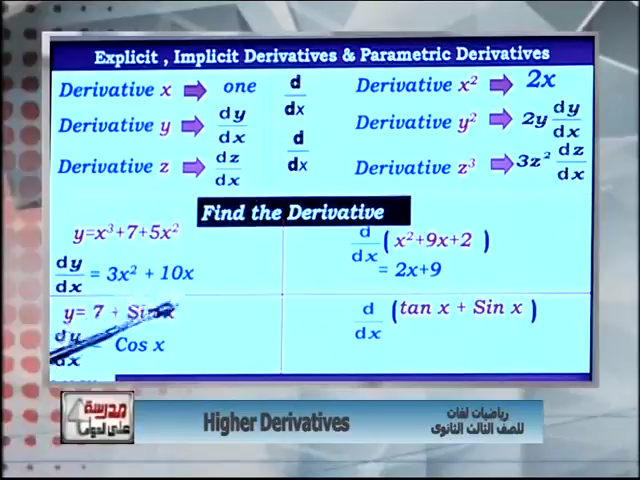 Explicit , Implicit Derivatives & Parametric Derivatives
Derivative x ➡ one d/dx
Derivative y ➡ dy/dx d/dx
Derivative z ➡ dz/dx
Derivative x² ➡ 2x
Derivative y² ➡ 2y dy/dx
Derivative z³ ➡ 3z² dz/dx
Find the Derivative
y=x³+7+5x²
dy/dx = 3x² + 10x
y= 7 + Sin x
dy/dx = Cos x
d/dx (x²+9x+2)
= 2x+9
d/dx (tan x + Sin x)
مدرسة
على الهواء
Higher Derivatives
رياضيات لغات
للصف الثالث الثانوى